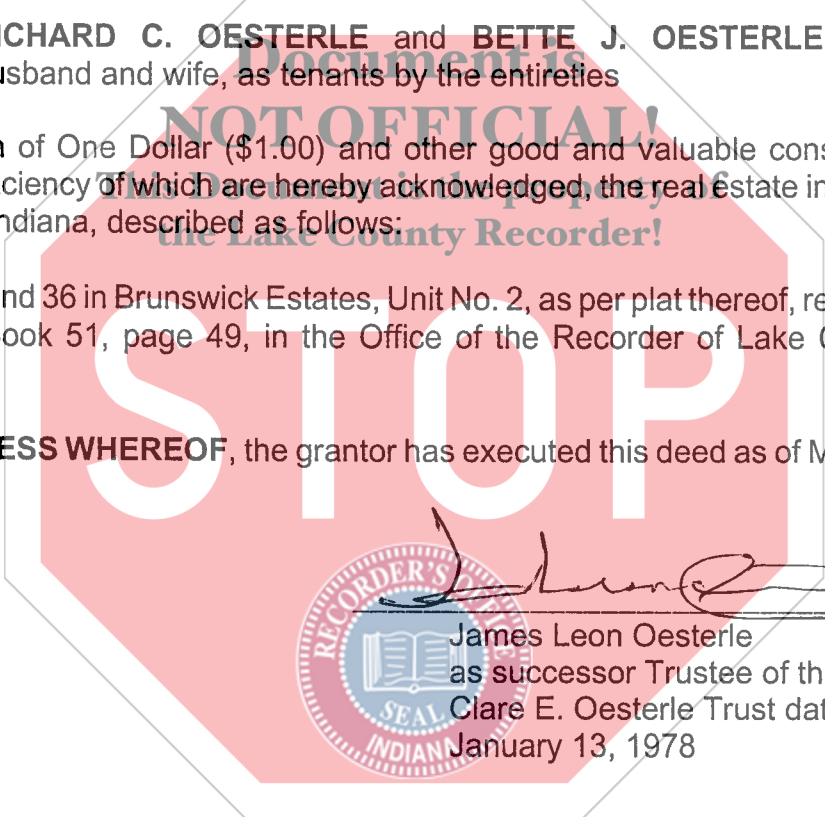 ICHARD C. OESTERLE and BETTE J. OESTERLE
usband and wife, as tenants by the entireties
Document is
NOT OFFICIAL!
of One Dollar ($1.00) and other good and valuable cons
ciency of which are hereby acknowledged, the real estate in
This Document is the property of
ndiana, described as follows:
the Lake County Recorder!
nd 36 in Brunswick Estates, Unit No. 2, as per plat thereof, re
ook 51, page 49, in the Office of the Recorder of Lake C
STOP
ESS WHEREOF, the grantor has executed this deed as of M
RECORDER'S OFFICE
SEAL
INDIANA
James Leon Oesterle
as successor Trustee of th
Clare E. Oesterle Trust dat
January 13, 1978